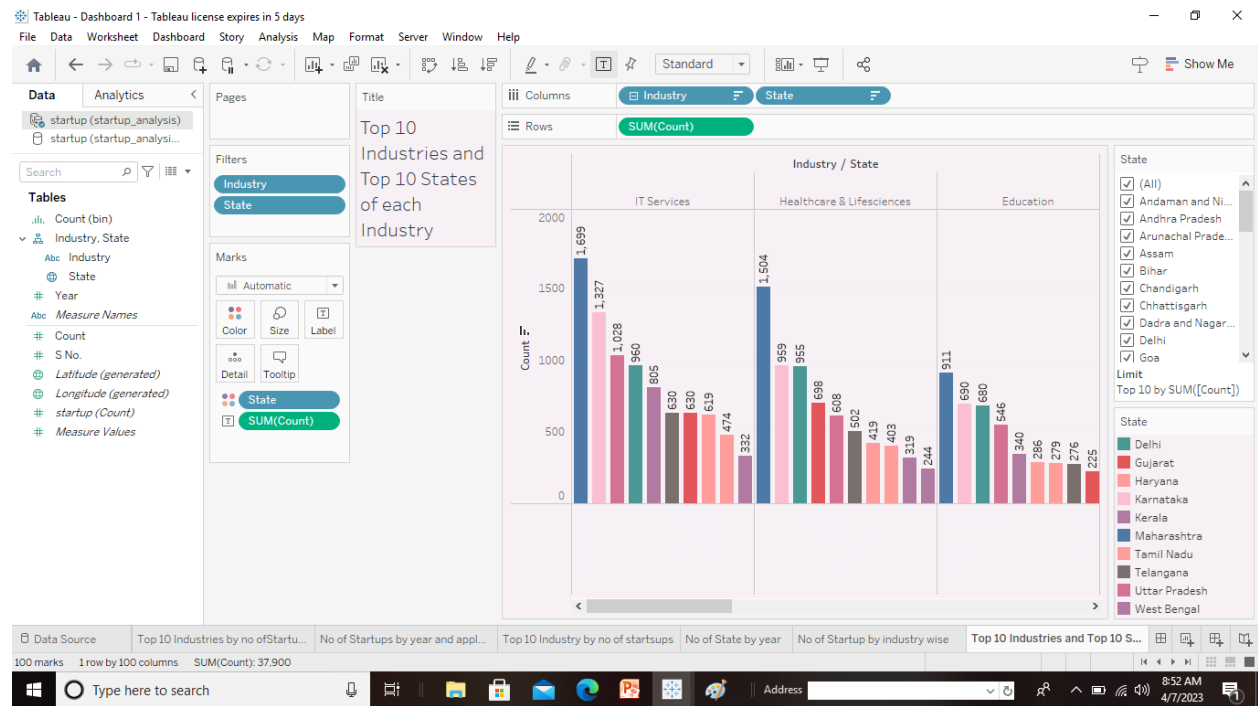 Tableau - Dashboard 1 - Tableau license expires in 5 days
File Data Worksheet Dashboard Story Analysis Map Format Server Window Help
Standard
Show Me
Data Analytics
startup (startup_analysis)
startup (startup_analysi...
Search
Tables
Count (bin)
Industry, State
Abc Industry
State
# Year
Abc Measure Names
# Count
# S No.
Latitude (generated)
Longitude (generated)
# startup (Count)
# Measure Values
Pages
Filters
Industry
State
Marks
Automatic
Color Size Label
Detail Tooltip
State
SUM(Count)
Title
Top 10
Industries and
Top 10 States
of each
Industry
Columns Industry State
Rows SUM(Count)
Industry / State
IT Services Healthcare & Lifesciences Education
Count
2000
1500
1000
500
0
1,699 1,327 1,028 960 805 630 630 619 474 332
1,504 959 955 698 608 502 419 403 319 244
911 690 680 546 340 286 279 276 225
State
(All)
Andaman and Ni...
Andhra Pradesh
Arunachal Prade...
Assam
Bihar
Chandigarh
Chhattisgarh
Dadra and Nagar...
Delhi
Goa
Limit
Top 10 by SUM([Count])
State
Delhi
Gujarat
Haryana
Karnataka
Kerala
Maharashtra
Tamil Nadu
Telangana
Uttar Pradesh
West Bengal
Data Source Top 10 Industries by no ofStartu... No of Startups by year and appl... Top 10 Industry by no of startsups No of State by year No of Startup by industry wise Top 10 Industries and Top 10 S...
100 marks 1 row by 100 columns SUM(Count): 37,900
Type here to search
Address
8:52 AM
4/7/2023
1